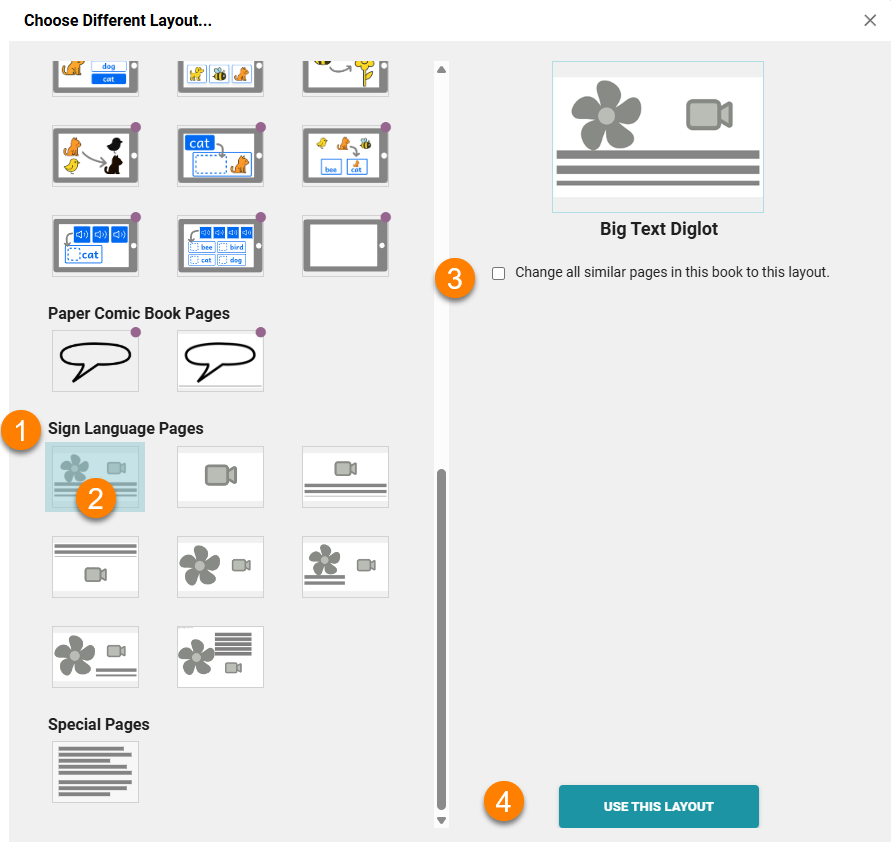 Choose Different Layout...
dog
cat
cat
bee
cat
cat
bee
bird
cat
dog
Paper Comic Book Pages
1
Sign Language Pages
2
Special Pages
Big Text Diglot
3
Change all similar pages in this book to this layout.
4
USE THIS LAYOUT